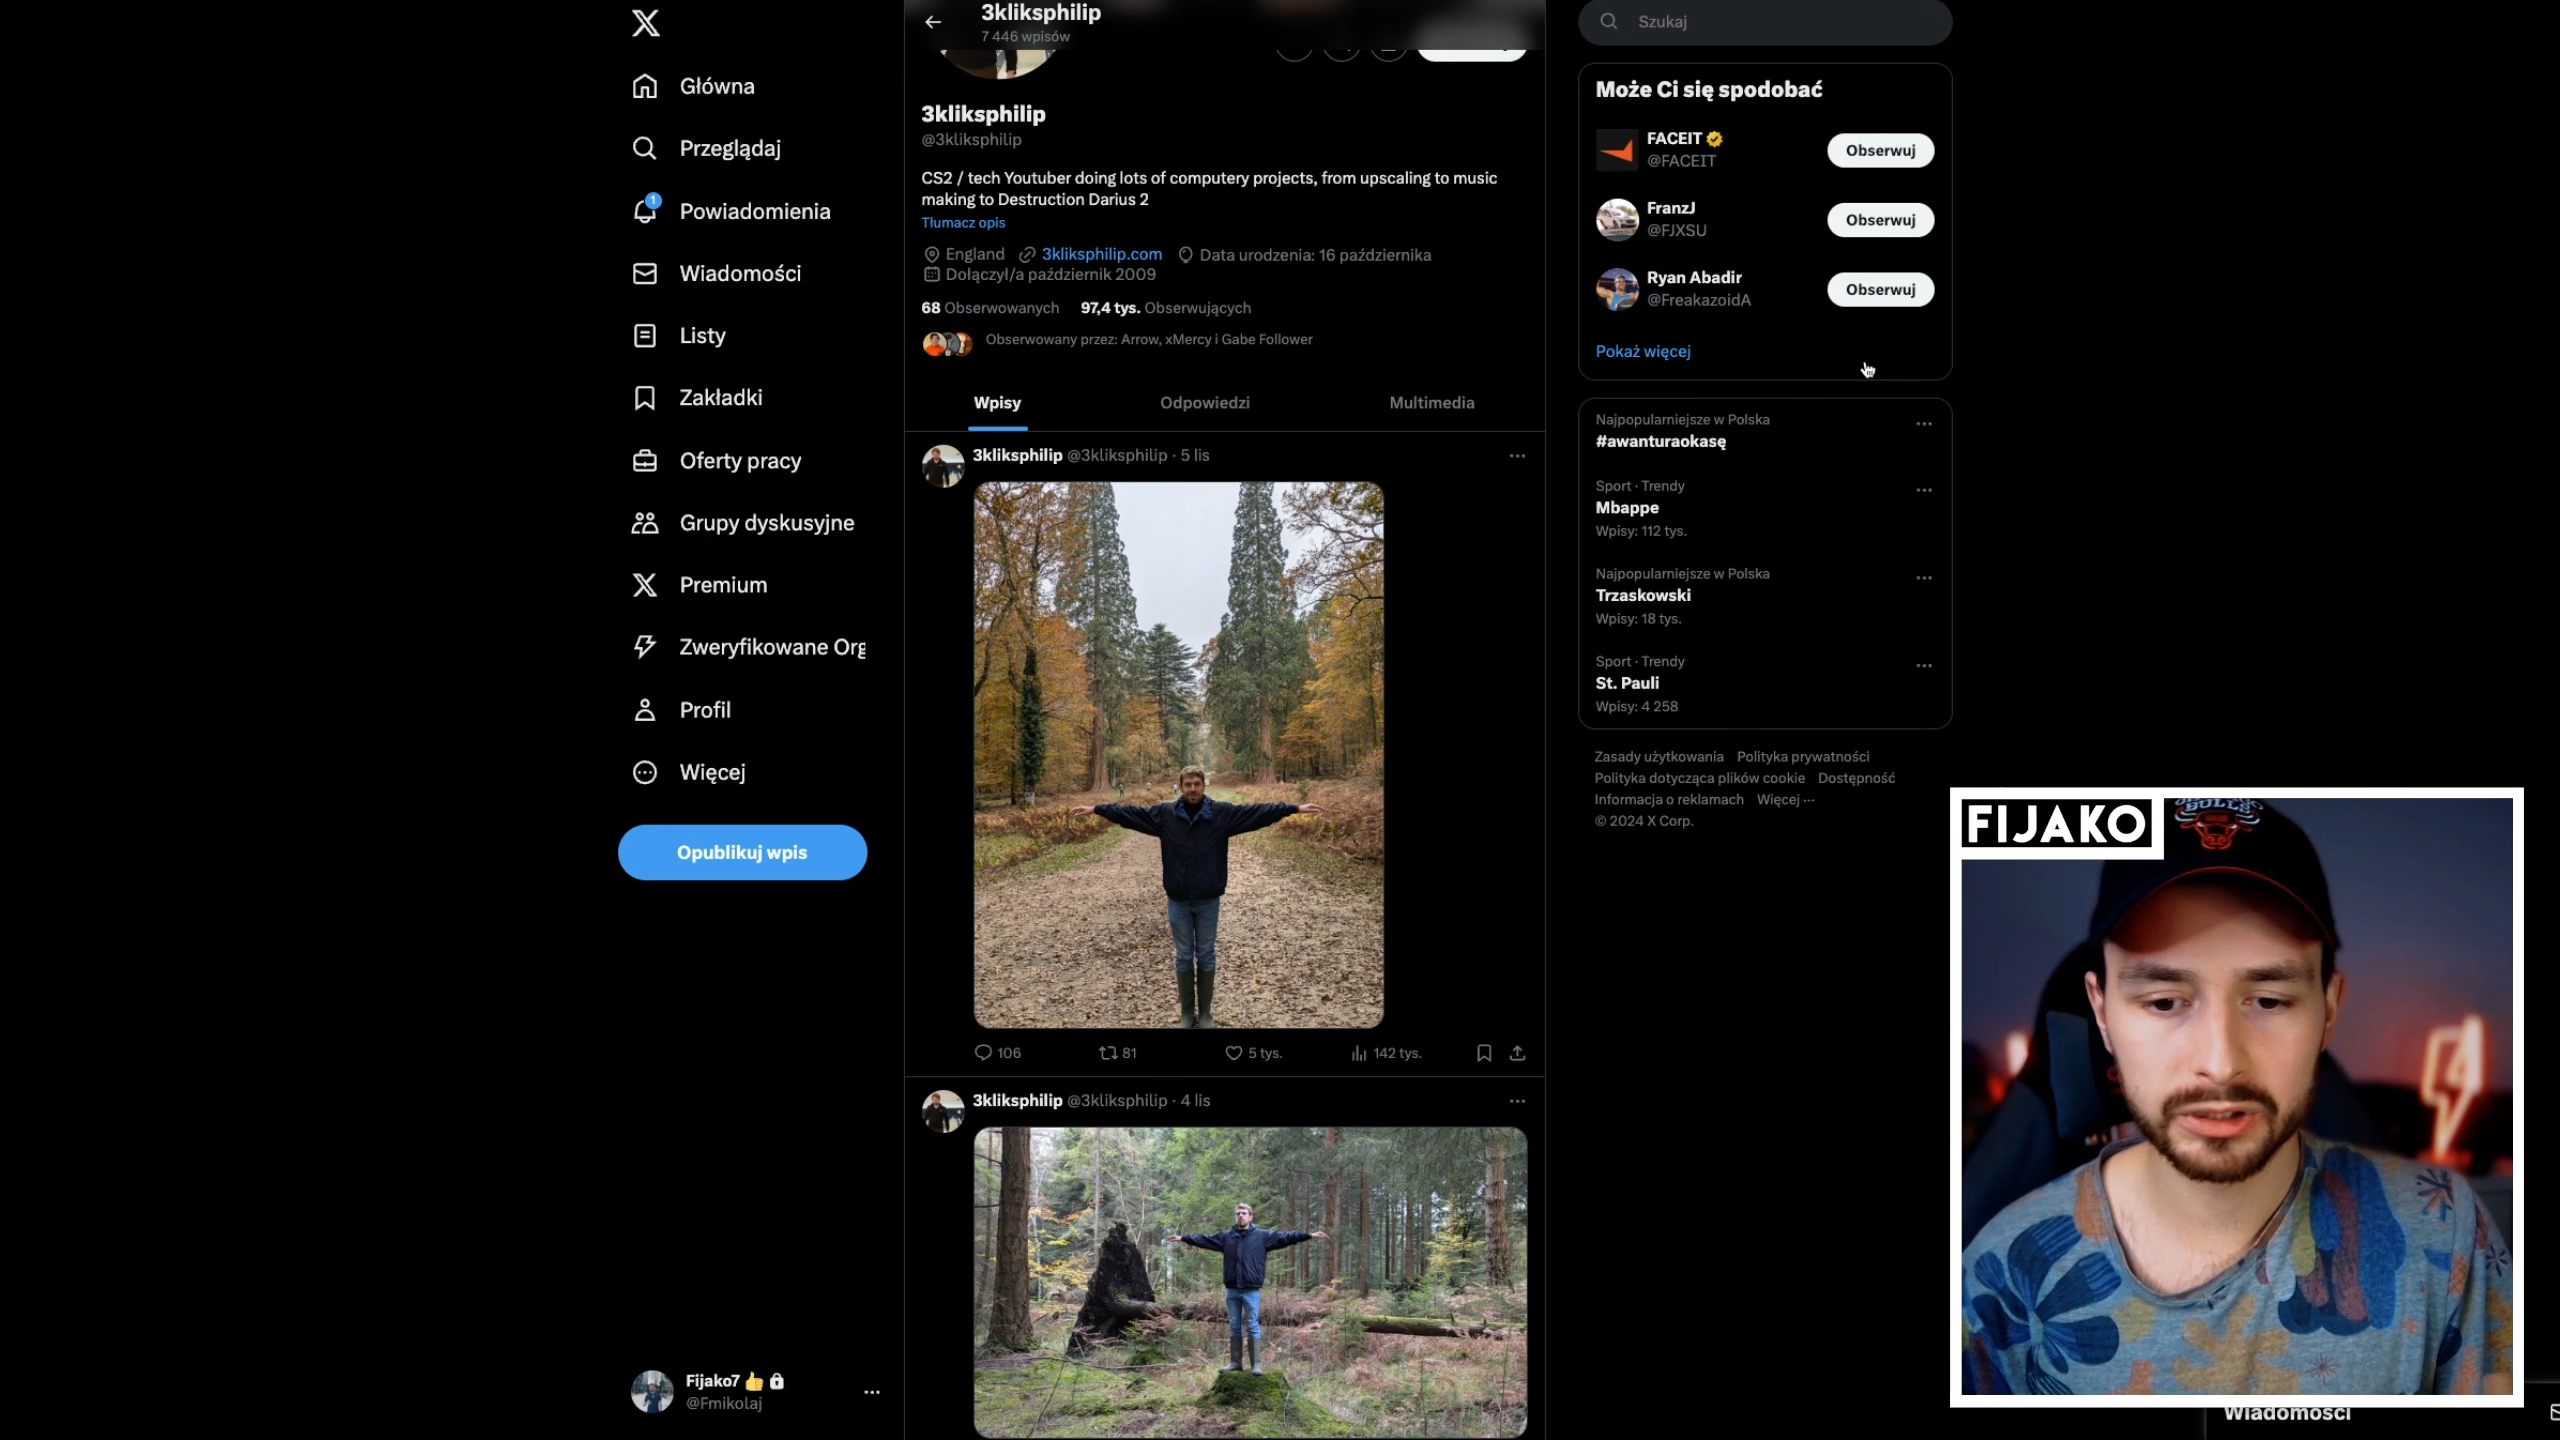 Główna
Przeglądaj
1
Powiadomienia
Wiadomości
Listy
Zakładki
Oferty pracy
Grupy dyskusyjne
Premium
Zweryfikowane Org
Profil
Więcej
Opublikuj wpis
Fijako7
@Fmikolaj
3kliksphilip
7 446 wpisów
3kliksphilip
@3kliksphilip
CS2 / tech Youtuber doing lots of computery projects, from upscaling to music
making to Destruction Darius 2
Tłumacz opis
England 3kliksphilip.com Data urodzenia: 16 października
Dołączył/a październik 2009
68 Obserwowanych 97,4 tys. Obserwujących
Obserwowany przez: Arrow, xMercy i Gabe Follower
Wpisy Odpowiedzi Multimedia
3kliksphilip @3kliksphilip · 5 lis
106 81 5 tys. 142 tys.
3kliksphilip @3kliksphilip · 4 lis
Szukaj
Może Ci się spodobać
FACEIT
@FACEIT
Obserwuj
FranzJ
@FJXSU
Obserwuj
Ryan Abadir
@FreakazoidA
Obserwuj
Pokaż więcej
Najpopularniejsze w Polska
#awanturaokasę
Sport · Trendy
Mbappe
Wpisy: 112 tys.
Najpopularniejsze w Polska
Trzaskowski
Wpisy: 18 tys.
Sport · Trendy
St. Pauli
Wpisy: 4 258
Zasady użytkowania Polityka prywatności
Polityka dotycząca plików cookie Dostępność
Informacja o reklamach Więcej ···
© 2024 X Corp.
FIJAKO
BULLS
Wiadomości